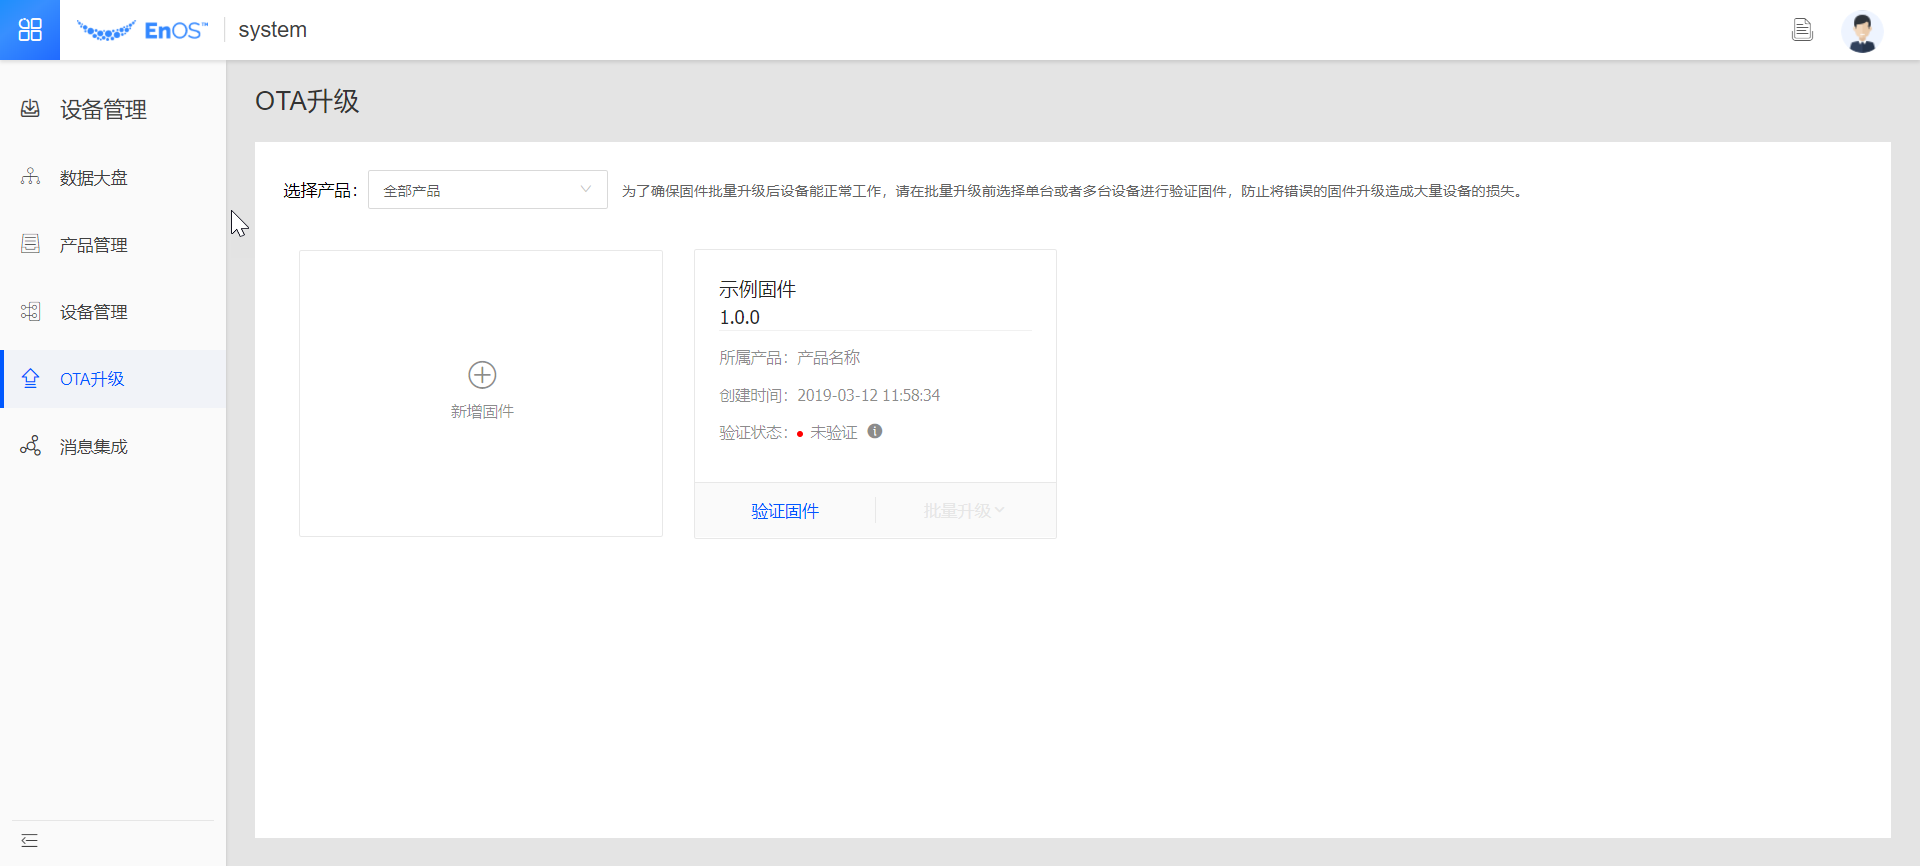 EnOS™ system
设备管理
数据大盘
产品管理
设备管理
OTA升级
消息集成
OTA升级
选择产品： 全部产品 为了确保固件批量升级后设备能正常工作，请在批量升级前选择单台或者多台设备进行验证固件，防止将错误的固件升级造成大量设备的损失。
新增固件
示例固件
1.0.0
所属产品：产品名称
创建时间：2019-03-12 11:58:34
验证状态： 未验证
验证固件 批量升级